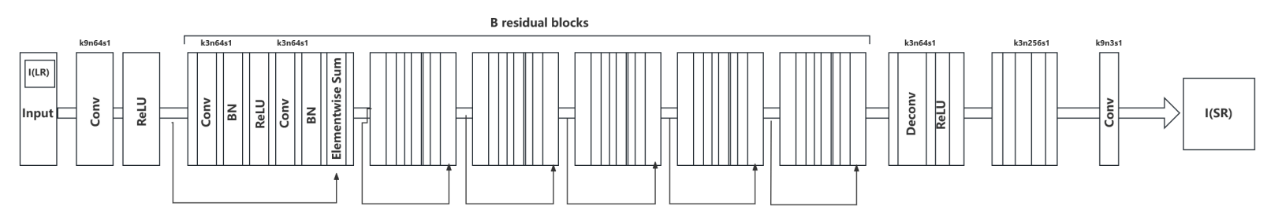 B residual blocks
k9n64s1
k3n64s1
k3n64s1
k3n64s1
k3n256s1
k9n3s1
I(LR)
Input
Conv
ReLU
Conv
BN
ReLU
Conv
BN
Elementwise Sum
Deconv
ReLU
Conv
I(SR)